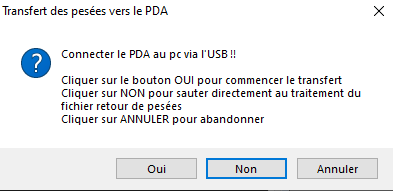 Transfert des pesées vers le PDA
Connecter le PDA au pc via l'USB !!
Cliquer sur le bouton OUI pour commencer le transfert
Cliquer sur NON pour sauter directement au traitement du
fichier retour de pesées
Cliquer sur ANNULER pour abandonner
Oui
Non
Annuler